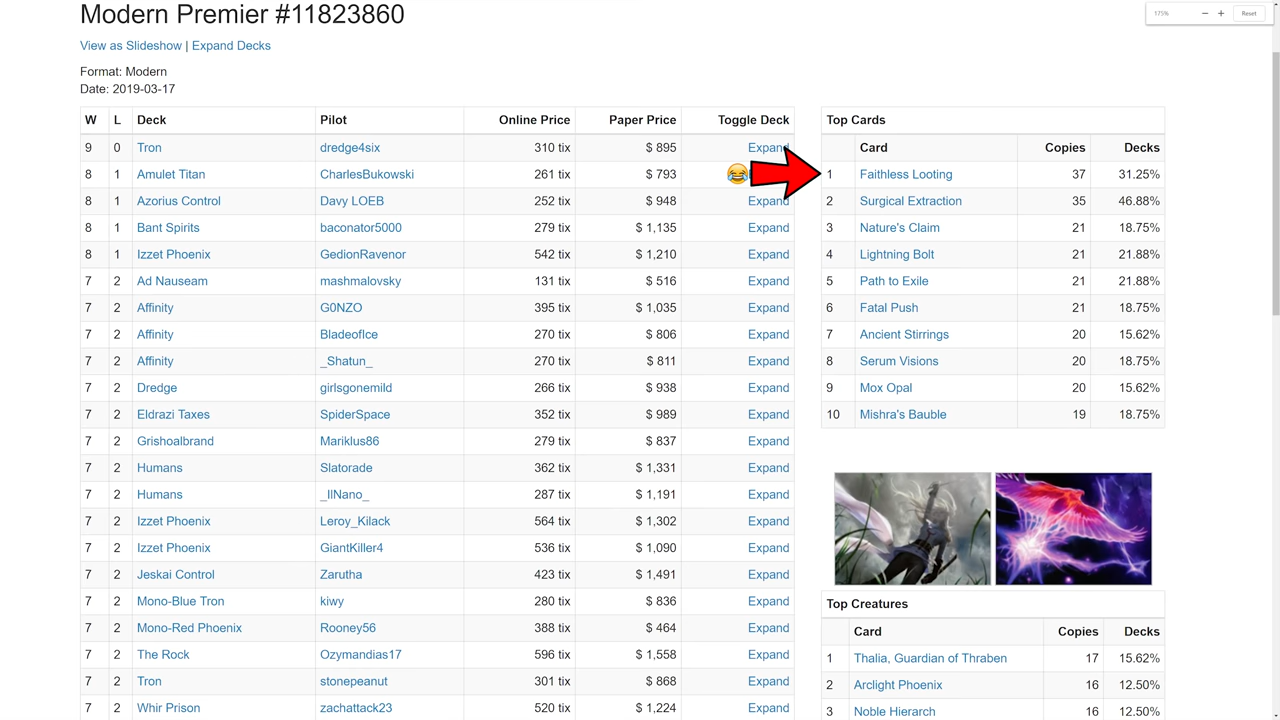 Modern Premier #11823860
175% − + Reset
View as Slideshow | Expand Decks
Format: Modern
Date: 2019-03-17
W L Deck Pilot Online Price Paper Price Toggle Deck
9 0 Tron dredge4six 310 tix $ 895 Expand
1 Amulet Titan CharlesBukowski 261 tix $ 793
8 1 Azorius Control Davy LOEB 252 tix $ 948 Expand
8 1 Bant Spirits baconator5000 279 tix $ 1,135 Expand
8 1 Izzet Phoenix GedionRavenor 542 tix $ 1,210 Expand
7 2 Ad Nauseam mashmalovsky 131 tix $ 516 Expand
7 2 Affinity G0NZO 395 tix $ 1,035 Expand
7 2 Affinity BladeofIce 270 tix $ 806 Expand
7 2 Affinity _Shatun_ 270 tix $ 811 Expand
7 2 Dredge girlsgonemild 266 tix $ 938 Expand
7 2 Eldrazi Taxes SpiderSpace 352 tix $ 989 Expand
7 2 Grishoalbrand Mariklus86 279 tix $ 837 Expand
7 2 Humans Slatorade 362 tix $ 1,331 Expand
7 2 Humans _IlNano_ 287 tix $ 1,191 Expand
7 2 Izzet Phoenix Leroy_Kilack 564 tix $ 1,302 Expand
7 2 Izzet Phoenix GiantKiller4 536 tix $ 1,090 Expand
7 2 Jeskai Control Zarutha 423 tix $ 1,491 Expand
7 2 Mono-Blue Tron kiwy 280 tix $ 836 Expand
7 2 Mono-Red Phoenix Rooney56 388 tix $ 464 Expand
7 2 The Rock Ozymandias17 596 tix $ 1,558 Expand
7 2 Tron stonepeanut 301 tix $ 868 Expand
7 2 Whir Prison zachattack23 520 tix $ 1,224 Expand
Top Cards
Card Copies Decks
1 Faithless Looting 37 31.25%
2 Surgical Extraction 35 46.88%
3 Nature's Claim 21 18.75%
4 Lightning Bolt 21 21.88%
5 Path to Exile 21 21.88%
6 Fatal Push 21 18.75%
7 Ancient Stirrings 20 15.62%
8 Serum Visions 20 18.75%
9 Mox Opal 20 15.62%
10 Mishra's Bauble 19 18.75%
Top Creatures
Card Copies Decks
1 Thalia, Guardian of Thraben 17 15.62%
2 Arclight Phoenix 16 12.50%
3 Noble Hierarch 16 12.50%